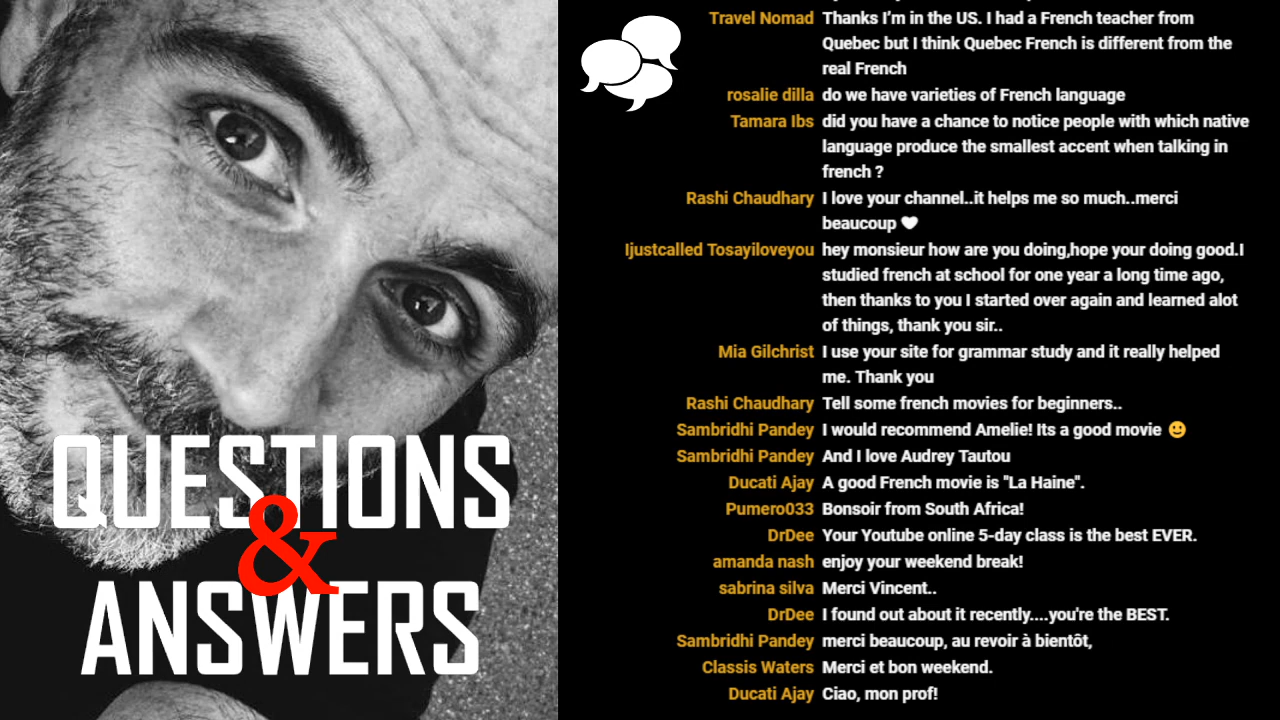 QUESTIONS
&
ANSWERS
Travel Nomad Thanks I'm in the US. I had a French teacher from
Quebec but I think Quebec French is different from the
real French
rosalie dilla do we have varieties of French language
Tamara Ibs did you have a chance to notice people with which native
language produce the smallest accent when talking in
french ?
Rashi Chaudhary I love your channel..it helps me so much..merci
beaucoup 🤍
Ijustcalled Tosayiloveyou hey monsieur how are you doing,hope your doing good.I
studied french at school for one year a long time ago,
then thanks to you I started over again and learned alot
of things, thank you sir..
Mia Gilchrist I use your site for grammar study and it really helped
me. Thank you
Rashi Chaudhary Tell some french movies for beginners..
Sambridhi Pandey I would recommend Amelie! Its a good movie 🙂
Sambridhi Pandey And I love Audrey Tautou
Ducati Ajay A good French movie is "La Haine".
Pumero033 Bonsoir from South Africa!
DrDee Your Youtube online 5-day class is the best EVER.
amanda nash enjoy your weekend break!
sabrina silva Merci Vincent..
DrDee I found out about it recently....you're the BEST.
Sambridhi Pandey merci beaucoup, au revoir à bientôt,
Classis Waters Merci et bon weekend.
Ducati Ajay Ciao, mon prof!